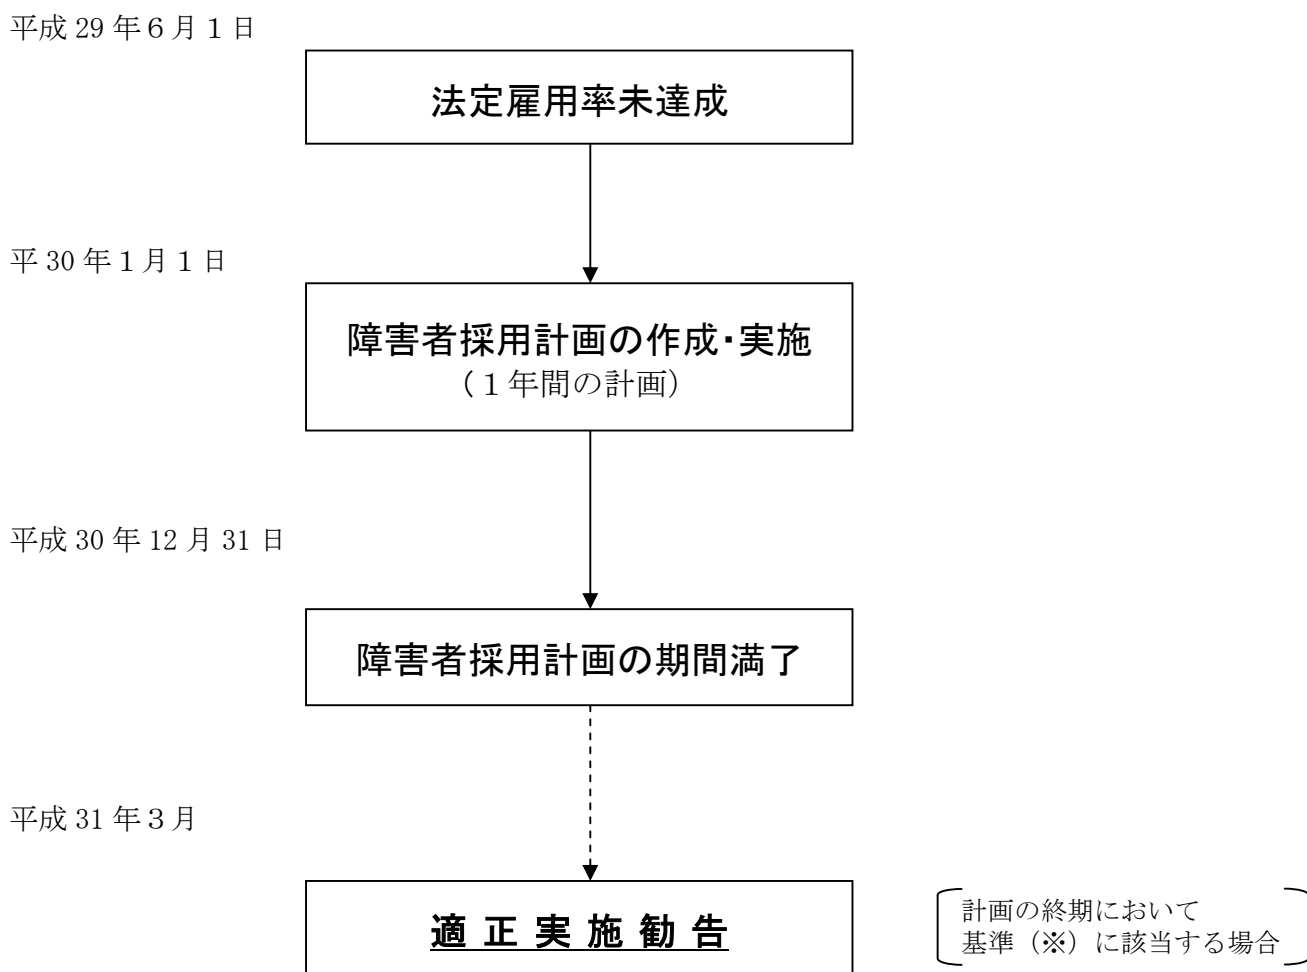 平成 29 年６月１日
法定雇用率未達成
平 30 年１月１日
障害者採用計画の作成・実施
（１年間の計画）
平成 30 年 12 月 31 日
障害者採用計画の期間満了
平成 31 年３月
適 正 実 施 勧 告
計画の終期において
基準（※）に該当する場合